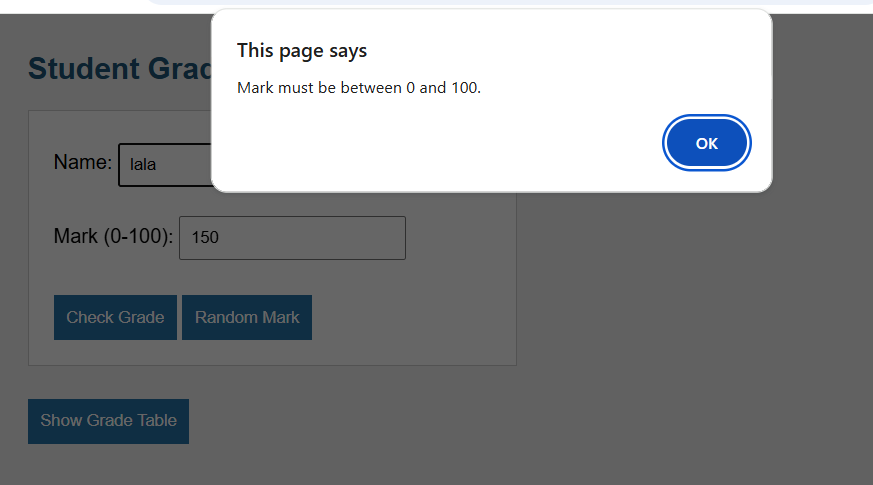 This page says
Mark must be between 0 and 100.
OK
Student Grad
Name: lala
Mark (0-100): 150
Check Grade Random Mark
Show Grade Table